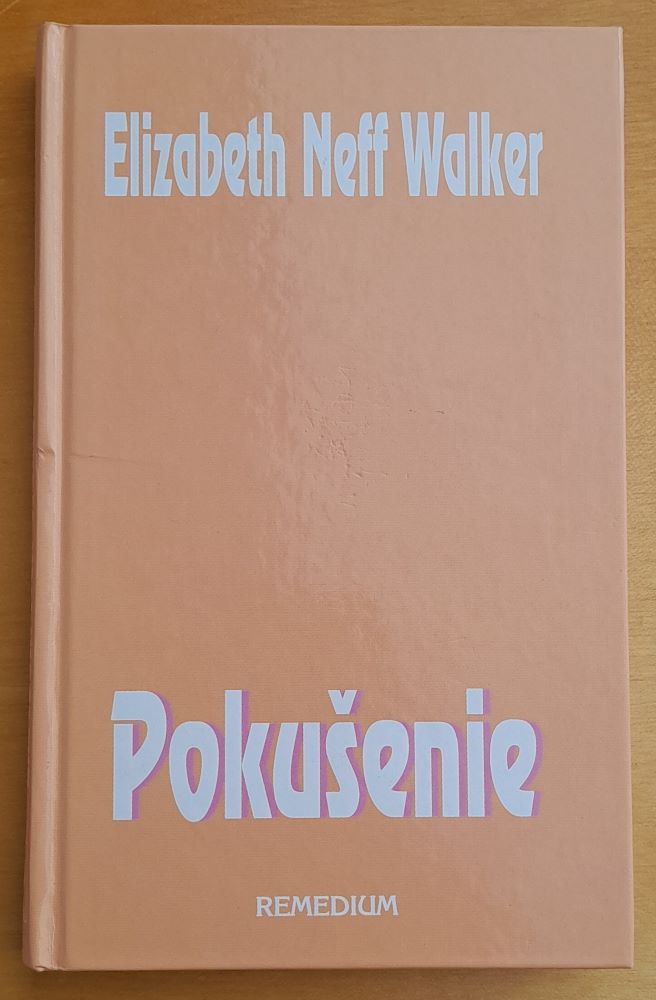 Elizabeth Neff Walker
Pokušenie
REMEDIUM